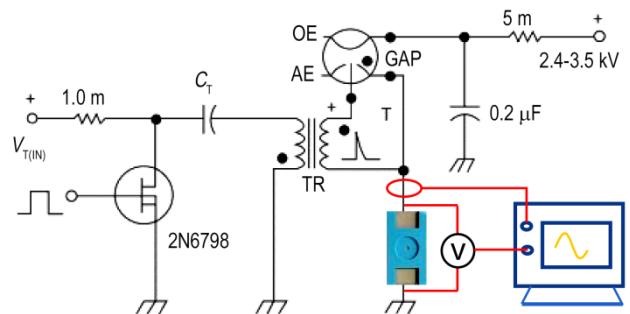 OE
GAP
AE
5 m
+
2.4-3.5 kV
0.2 μF
C_T
+
1.0 m
V_T(IN)
+
T
TR
2N6798
V